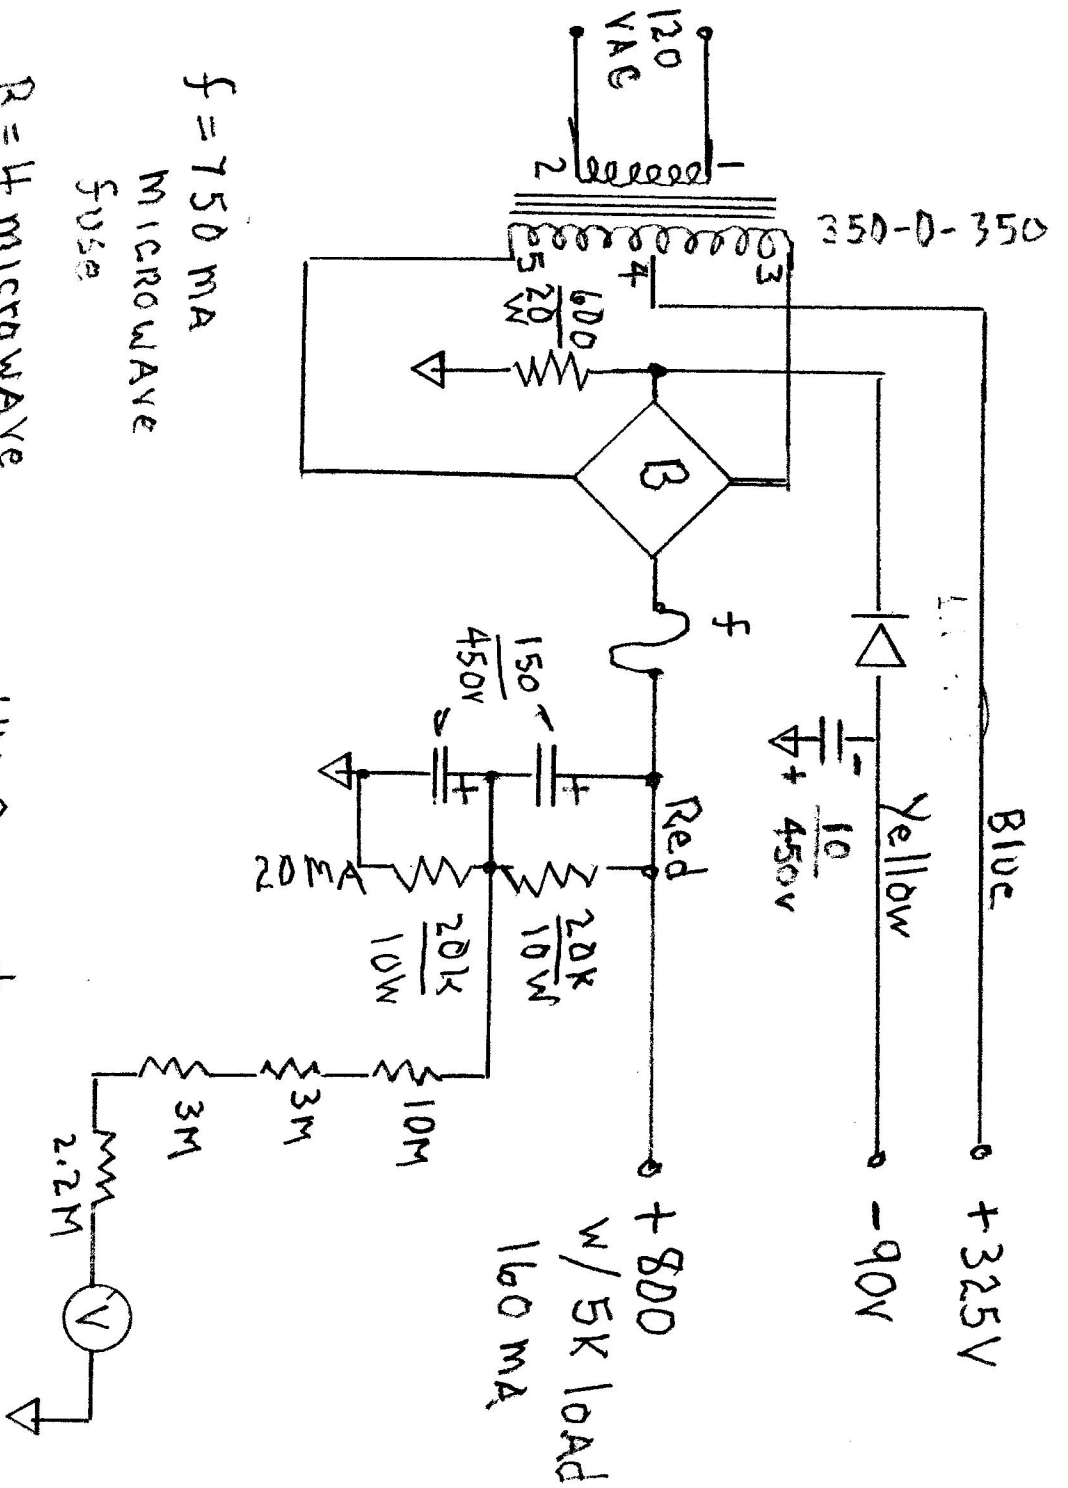 120
VAC
1
2
350-0-350
3
4
5
600
20
W
B
f
150
450V
+
+
Red
-
+
10
450V
Yellow
Blue
20K
10W
20K
10W
20MA
10M
3M
3M
2.2M
V
+325V
-90V
+800
W/ 5K load
160 mA
f = 750 mA
MICROWAVE
fuse
R = 4 MICROWAVE